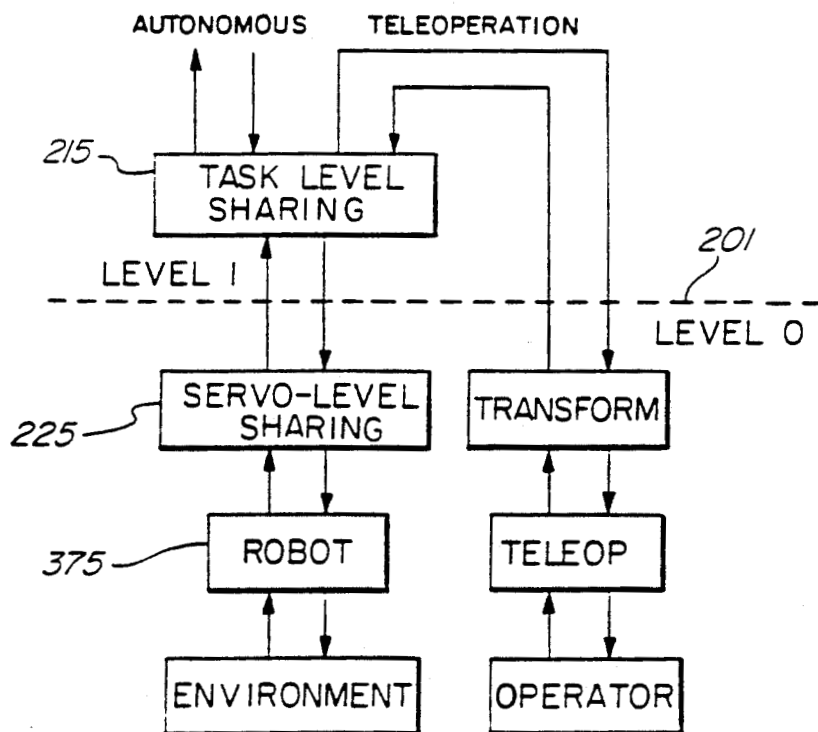 AUTONOMOUS TELEOPERATION
215
TASK LEVEL
SHARING
LEVEL 1
201
LEVEL 0
225
SERVO-LEVEL
SHARING
TRANSFORM
375
ROBOT
TELEOP
ENVIRONMENT
OPERATOR